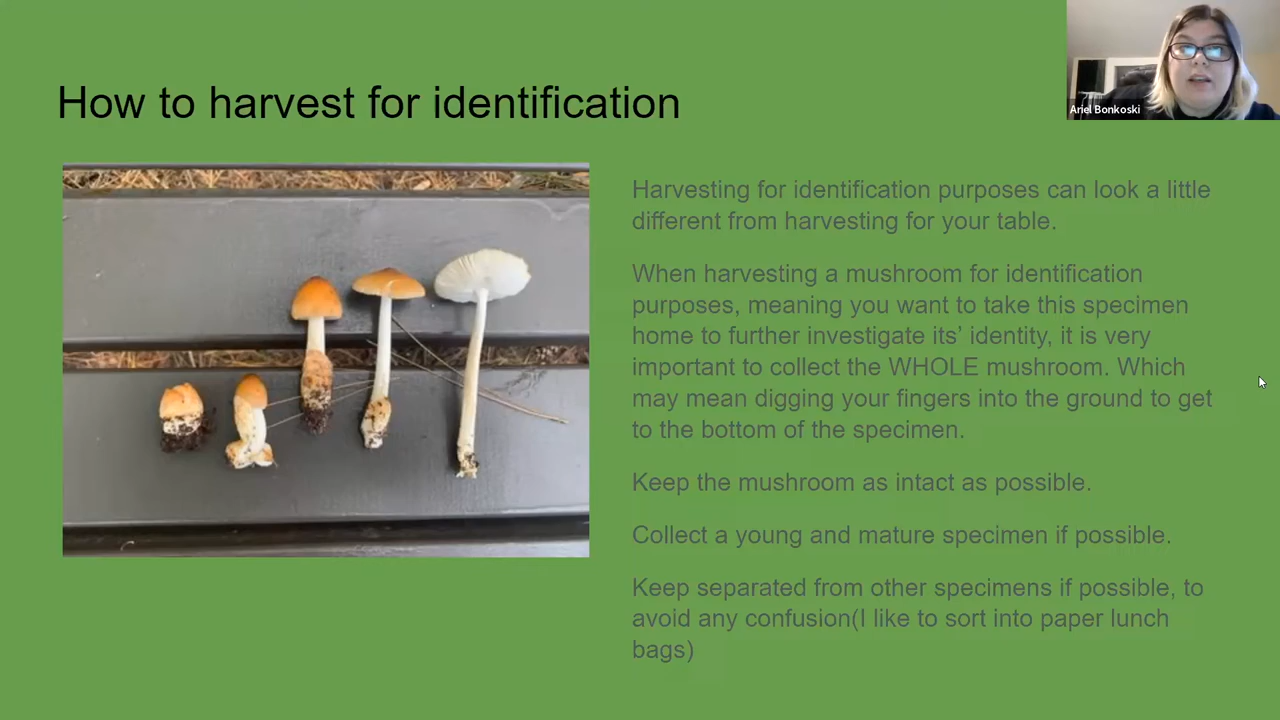 Ariel Bonkoski
How to harvest for identification
Harvesting for identification purposes can look a little
different from harvesting for your table.
When harvesting a mushroom for identification
purposes, meaning you want to take this specimen
home to further investigate its’ identity, it is very
important to collect the WHOLE mushroom. Which
may mean digging your fingers into the ground to get
to the bottom of the specimen.
Keep the mushroom as intact as possible.
Collect a young and mature specimen if possible.
Keep separated from other specimens if possible, to
avoid any confusion(I like to sort into paper lunch
bags)